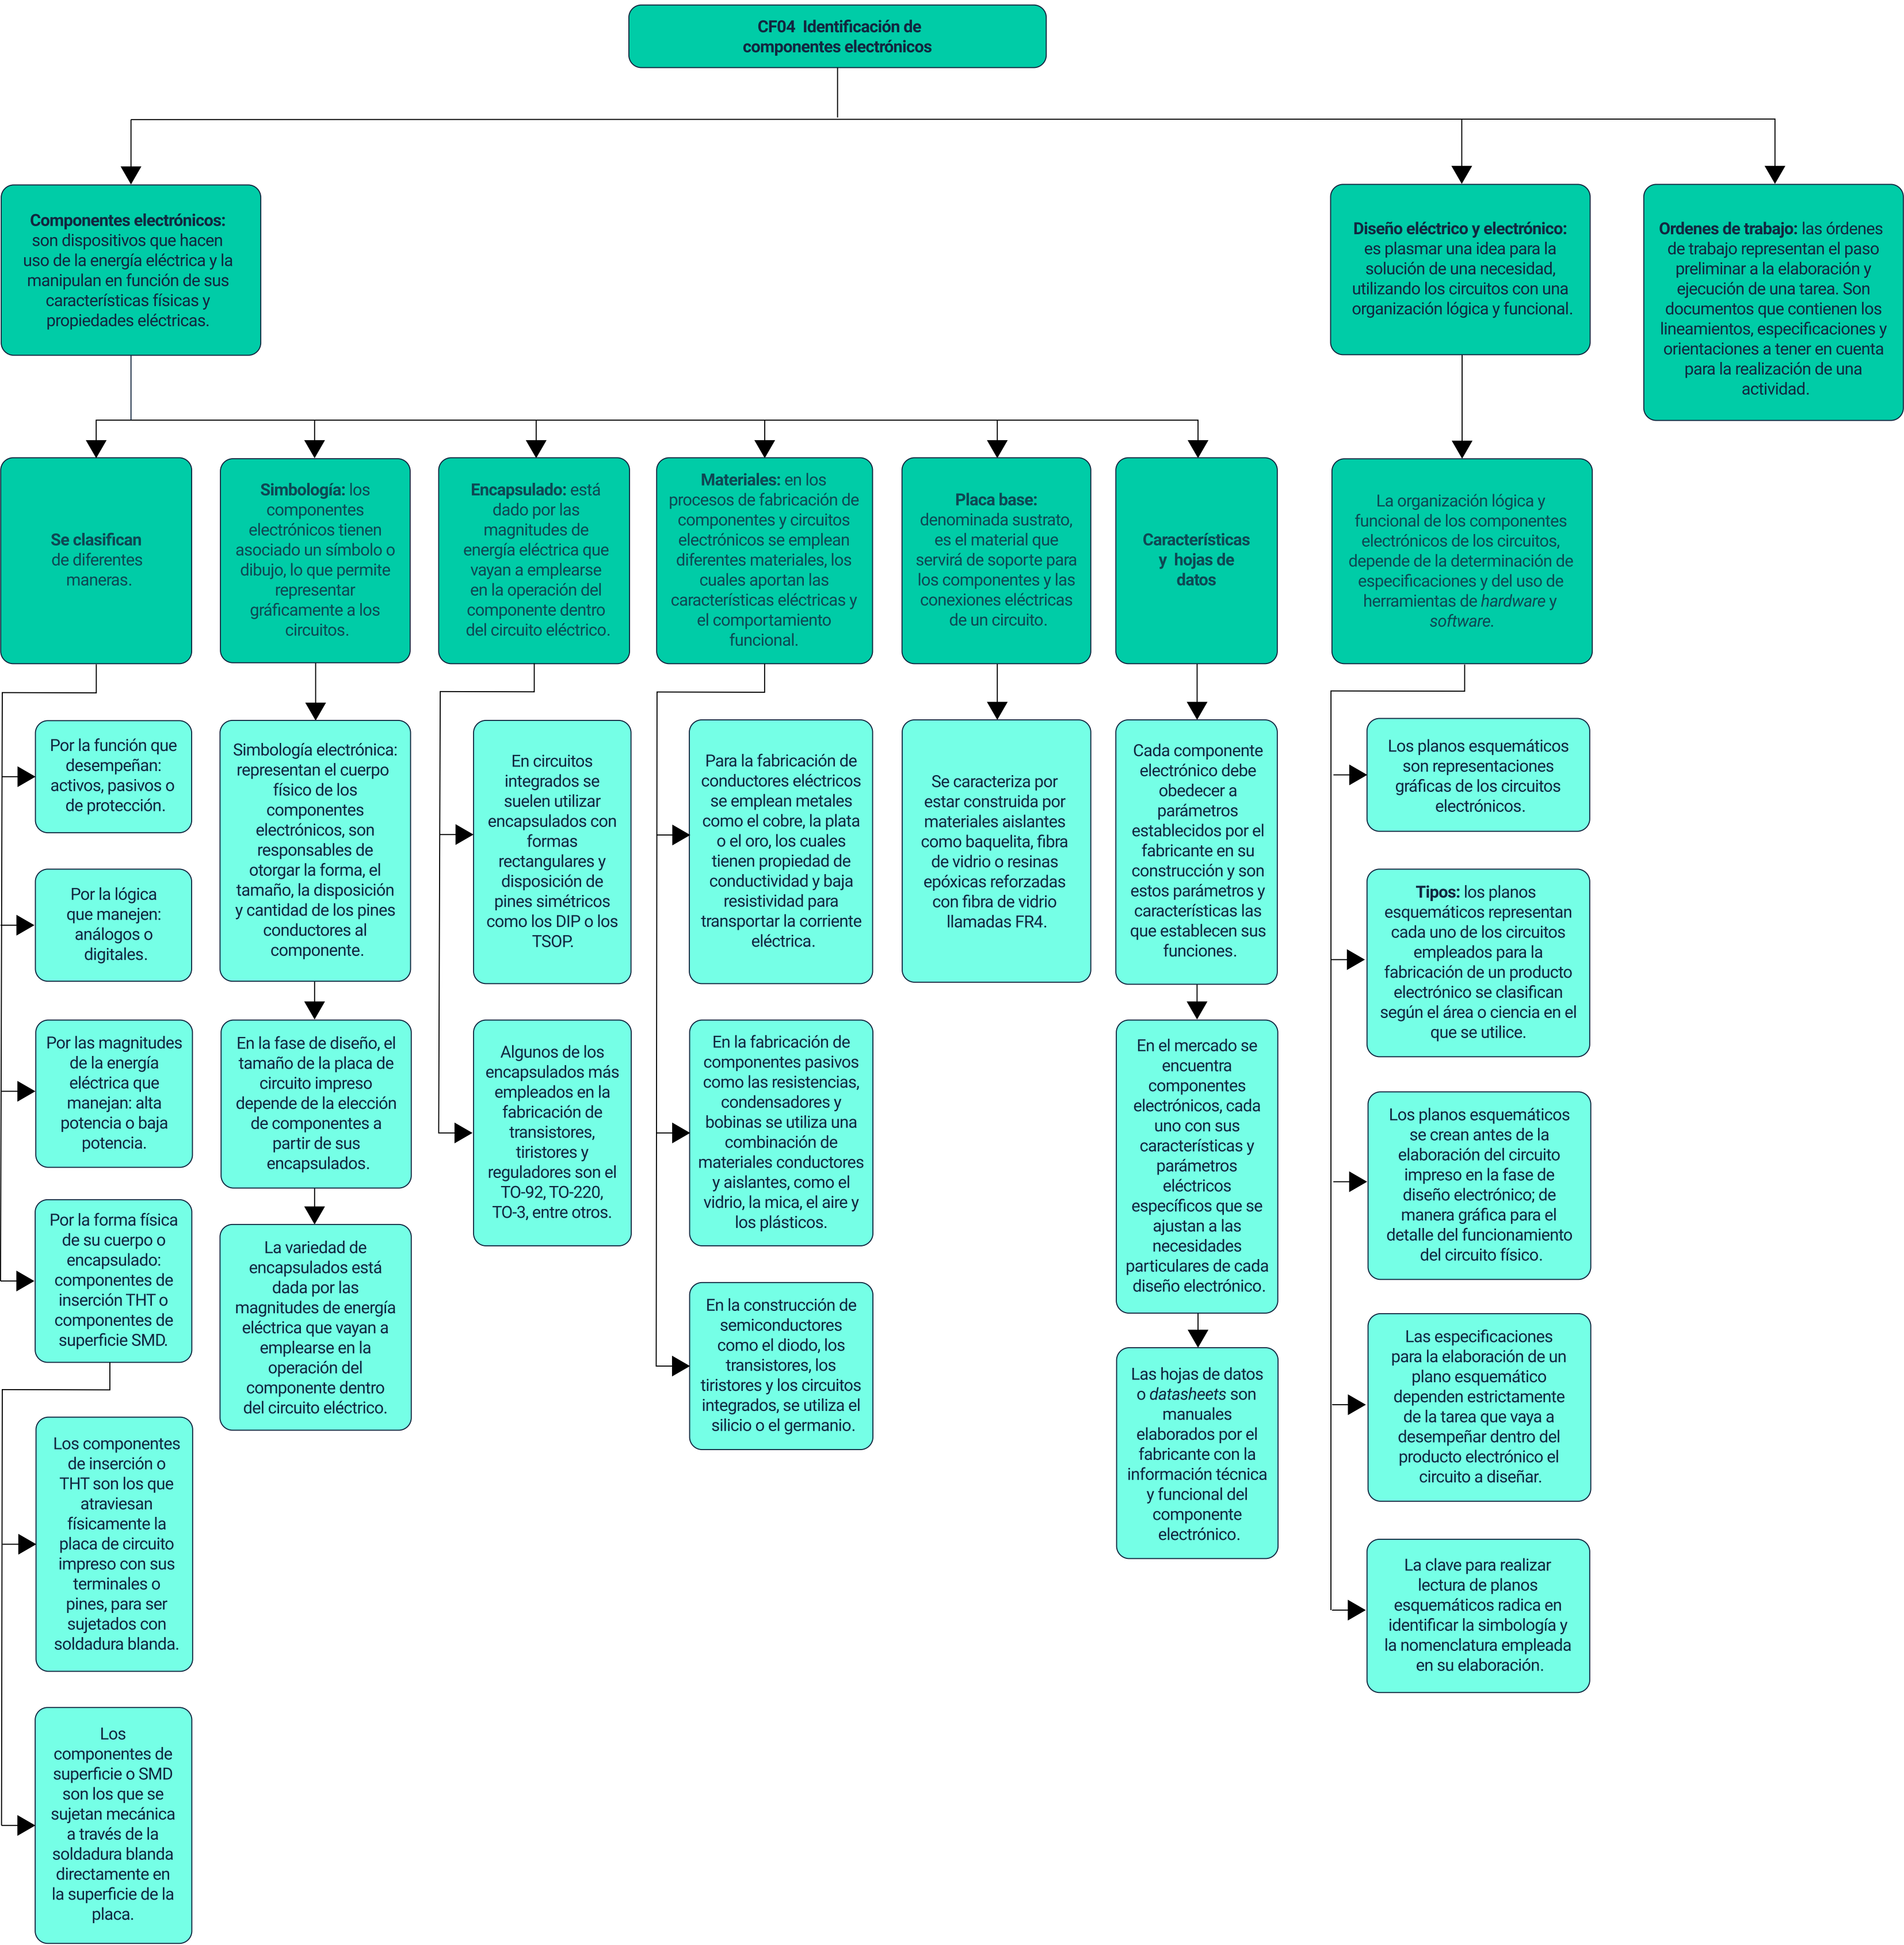 CF04 Identificación de
componentes electrónicos
Componentes electrónicos:
son dispositivos que hacen
uso de la energía eléctrica y la
manipulan en función de sus
características físicas y
propiedades eléctricas.
Diseño eléctrico y electrónico:
es plasmar una idea para la
solución de una necesidad,
utilizando los circuitos con una
organización lógica y funcional.
Ordenes de trabajo: las órdenes
de trabajo representan el paso
preliminar a la elaboración y
ejecución de una tarea. Son
documentos que contienen los
lineamientos, especificaciones y
orientaciones a tener en cuenta
para la realización de una
actividad.
Se clasifican
de diferentes
maneras.
Simbología: los
componentes
electrónicos tienen
asociado un símbolo o
dibujo, lo que permite
representar
gráficamente a los
circuitos.
Encapsulado: está
dado por las
magnitudes de
energía eléctrica que
vayan a emplearse
en la operación del
componente dentro
del circuito eléctrico.
Materiales: en los
procesos de fabricación de
componentes y circuitos
electrónicos se emplean
diferentes materiales, los
cuales aportan las
características eléctricas y
el comportamiento
funcional.
Placa base:
denominada sustrato,
es el material que
servirá de soporte para
los componentes y las
conexiones eléctricas
de un circuito.
Características
y hojas de
datos
La organización lógica y
funcional de los componentes
electrónicos de los circuitos,
depende de la determinación de
especificaciones y del uso de
herramientas de hardware y
software.
Por la función que
desempeñan:
activos, pasivos o
de protección.
Por la lógica
que manejen:
análogos o
digitales.
Por las magnitudes
de la energía
eléctrica que
manejan: alta
potencia o baja
potencia.
Por la forma física
de su cuerpo o
encapsulado:
componentes de
inserción THT o
componentes de
superficie SMD.
Los componentes
de inserción o
THT son los que
atraviesan
físicamente la
placa de circuito
impreso con sus
terminales o
pines, para ser
sujetados con
soldadura blanda.
Los
componentes de
superficie o SMD
son los que se
sujetan mecánica
a través de la
soldadura blanda
directamente en
la superficie de la
placa.
Simbología electrónica:
representan el cuerpo
físico de los
componentes
electrónicos, son
responsables de
otorgar la forma, el
tamaño, la disposición
y cantidad de los pines
conductores al
componente.
En la fase de diseño, el
tamaño de la placa de
circuito impreso
depende de la elección
de componentes a
partir de sus
encapsulados.
La variedad de
encapsulados está
dada por las
magnitudes de energía
eléctrica que vayan a
emplearse en la
operación del
componente dentro
del circuito eléctrico.
En circuitos
integrados se
suelen utilizar
encapsulados con
formas
rectangulares y
disposición de
pines simétricos
como los DIP o los
TSOP.
Algunos de los
encapsulados más
empleados en la
fabricación de
transistores,
tiristores y
reguladores son el
TO-92, TO-220,
TO-3, entre otros.
Para la fabricación de
conductores eléctricos
se emplean metales
como el cobre, la plata
o el oro, los cuales
tienen propiedad de
conductividad y baja
resistividad para
transportar la corriente
eléctrica.
En la fabricación de
componentes pasivos
como las resistencias,
condensadores y
bobinas se utiliza una
combinación de
materiales conductores
y aislantes, como el
vidrio, la mica, el aire y
los plásticos.
En la construcción de
semiconductores
como el diodo, los
transistores, los
tiristores y los circuitos
integrados, se utiliza el
silicio o el germanio.
Se caracteriza por
estar construida por
materiales aislantes
como baquelita, fibra
de vidrio o resinas
epóxicas reforzadas
con fibra de vidrio
llamadas FR4.
Cada componente
electrónico debe
obedecer a
parámetros
establecidos por el
fabricante en su
construcción y son
estos parámetros y
características las
que establecen sus
funciones.
En el mercado se
encuentra
componentes
electrónicos, cada
uno con sus
características y
parámetros
eléctricos
específicos que se
ajustan a las
necesidades
particulares de cada
diseño electrónico.
Las hojas de datos
o datasheets son
manuales
elaborados por el
fabricante con la
información técnica
y funcional del
componente
electrónico.
Los planos esquemáticos
son representaciones
gráficas de los circuitos
electrónicos.
Tipos: los planos
esquemáticos representan
cada uno de los circuitos
empleados para la
fabricación de un producto
electrónico se clasifican
según el área o ciencia en el
que se utilice.
Los planos esquemáticos
se crean antes de la
elaboración del circuito
impreso en la fase de
diseño electrónico; de
manera gráfica para el
detalle del funcionamiento
del circuito físico.
Las especificaciones
para la elaboración de un
plano esquemático
dependen estrictamente
de la tarea que vaya a
desempeñar dentro del
producto electrónico el
circuito a diseñar.
La clave para realizar
lectura de planos
esquemáticos radica en
identificar la simbología y
la nomenclatura empleada
en su elaboración.